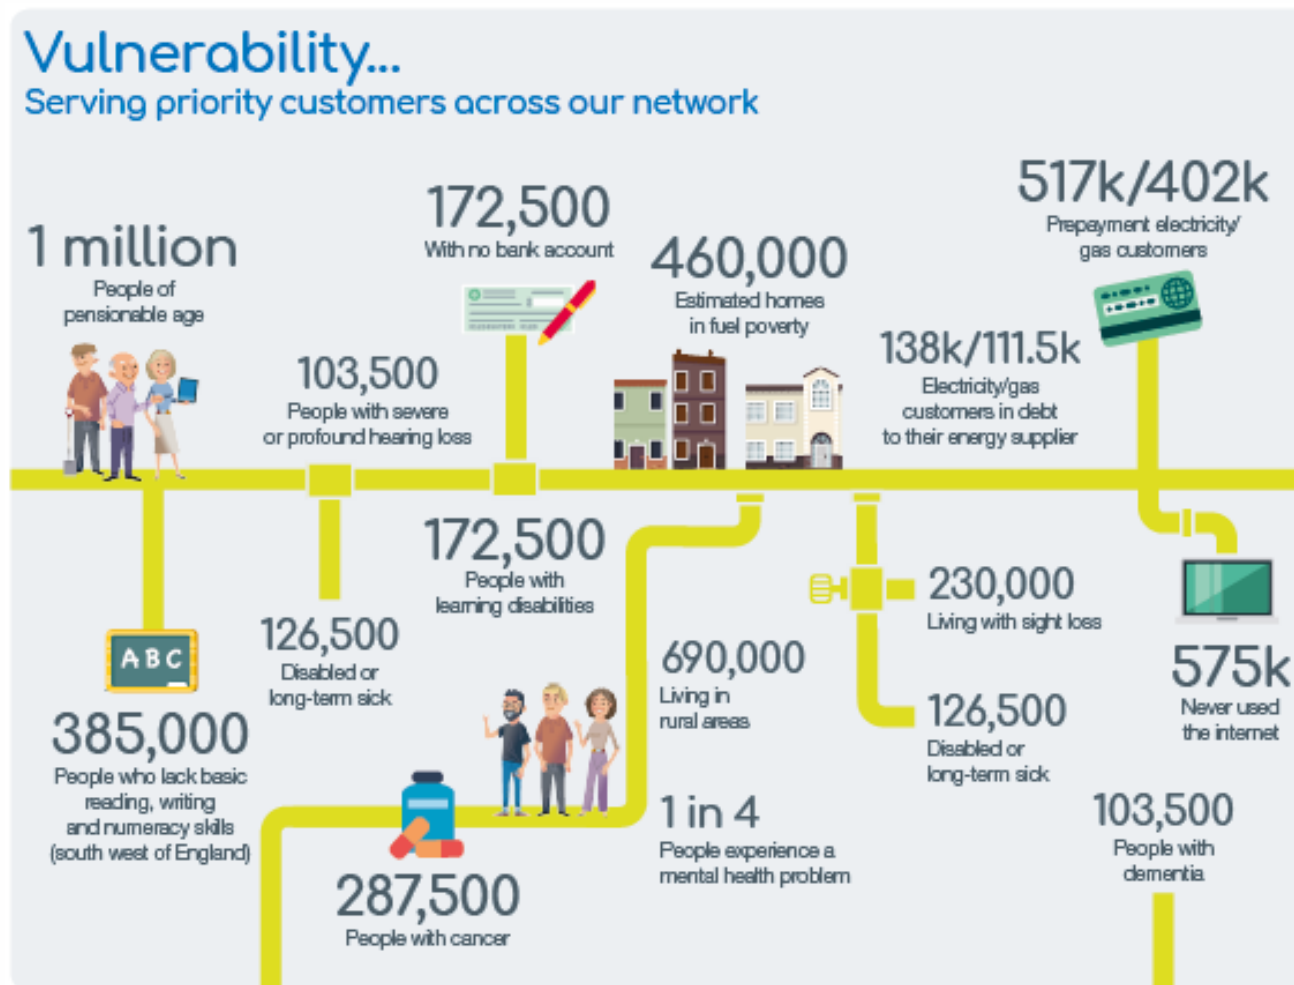 Vulnerability...
Serving priority customers across our network
1 million
People of
pensionable age
103,500
People with severe
or profound hearing loss
172,500
With no bank account
460,000
Estimated homes
in fuel poverty
138k/111.5k
Electricity/gas
customers in debt
to their energy supplier
517k/402k
Prepayment electricity/
gas customers
ABC
385,000
People who lack basic
reading, writing
and numeracy skills
(south west of England)
126,500
Disabled or
long-term sick
172,500
People with
learning disabilities
287,500
People with cancer
690,000
Living in
rural areas
1 in 4
People experience a
mental health problem
230,000
Living with sight loss
126,500
Disabled or
long-term sick
575k
Never used
the internet
103,500
People with
dementia